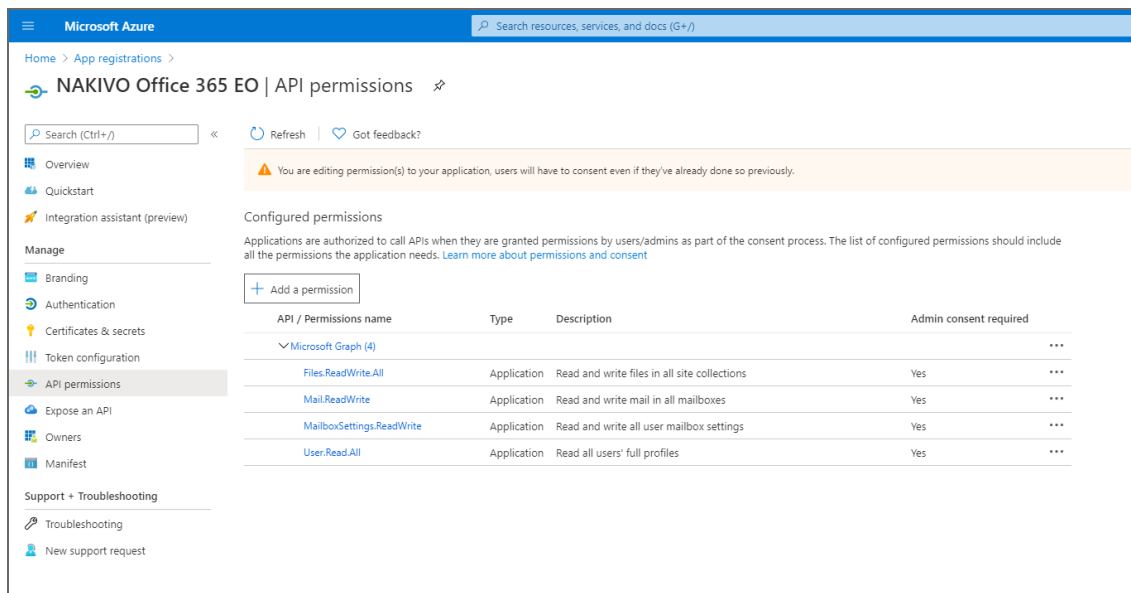 Microsoft Azure
Search resources, services, and docs (G+/)
Home > App registrations >
NAKIVO Office 365 EO | API permissions
Search (Ctrl+/)
«
Refresh
Got feedback?
Overview
Quickstart
Integration assistant (preview)
Manage
Branding
Authentication
Certificates & secrets
Token configuration
API permissions
Expose an API
Owners
Manifest
Support + Troubleshooting
Troubleshooting
New support request
You are editing permission(s) to your application, users will have to consent even if they've already done so previously.
Configured permissions
Applications are authorized to call APIs when they are granted permissions by users/admins as part of the consent process. The list of configured permissions should include
all the permissions the application needs. Learn more about permissions and consent
+ Add a permission
API / Permissions name Type Description Admin consent required
Microsoft Graph (4) ...
Files.ReadWrite.All Application Read and write files in all site collections Yes ...
Mail.ReadWrite Application Read and write mail in all mailboxes Yes ...
MailboxSettings.ReadWrite Application Read and write all user mailbox settings Yes ...
User.Read.All Application Read all users' full profiles Yes ...